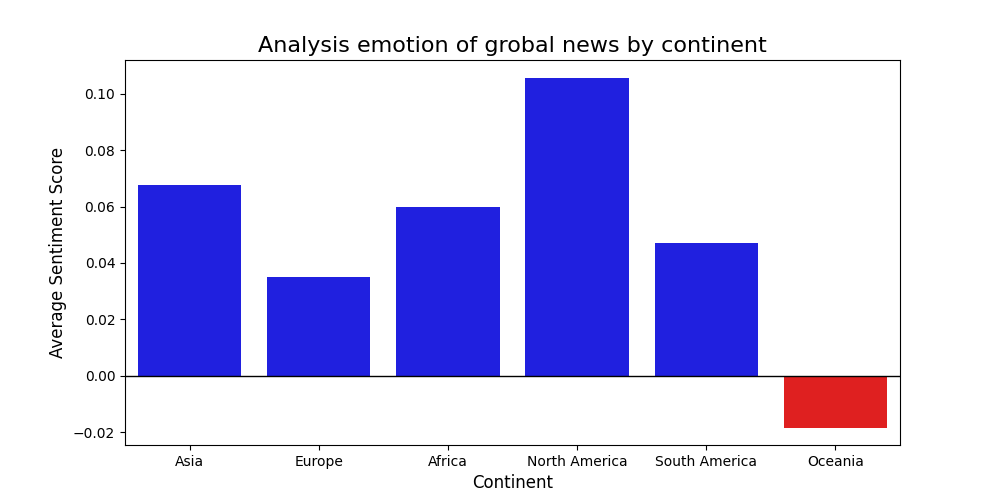 Analysis emotion of grobal news by continent
0.10
0.08
0.06
0.04
0.02
0.00
−0.02
Average Sentiment Score
Asia Europe Africa North America South America Oceania
Continent